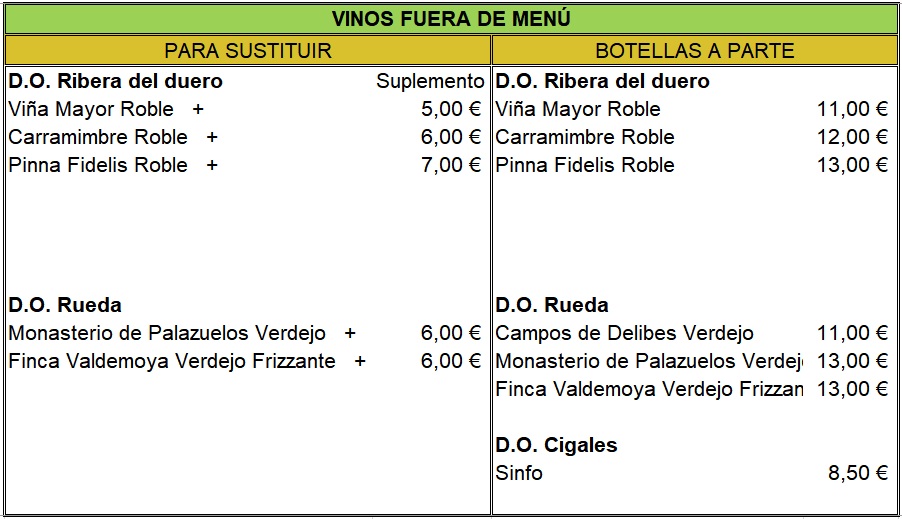 VINOS FUERA DE MENÚ
PARA SUSTITUIR
D.O. Ribera del duero Suplemento
Viña Mayor Roble + 5,00 €
Carramimbre Roble + 6,00 €
Pinna Fidelis Roble + 7,00 €
D.O. Rueda
Monasterio de Palazuelos Verdejo + 6,00 €
Finca Valdemoya Verdejo Frizzante + 6,00 €
BOTELLAS A PARTE
D.O. Ribera del duero
Viña Mayor Roble 11,00 €
Carramimbre Roble 12,00 €
Pinna Fidelis Roble 13,00 €
D.O. Rueda
Campos de Delibes Verdejo 11,00 €
Monasterio de Palazuelos Verdej 13,00 €
Finca Valdemoya Verdejo Frizzan 13,00 €
D.O. Cigales
Sinfo 8,50 €